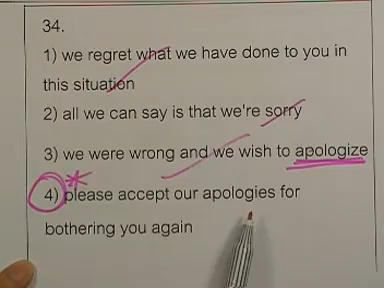 34.
1) we regret what we have done to you in
this situation
2) all we can say is that we're sorry
3) we were wrong and we wish to apologize
4) please accept our apologies for
bothering you again